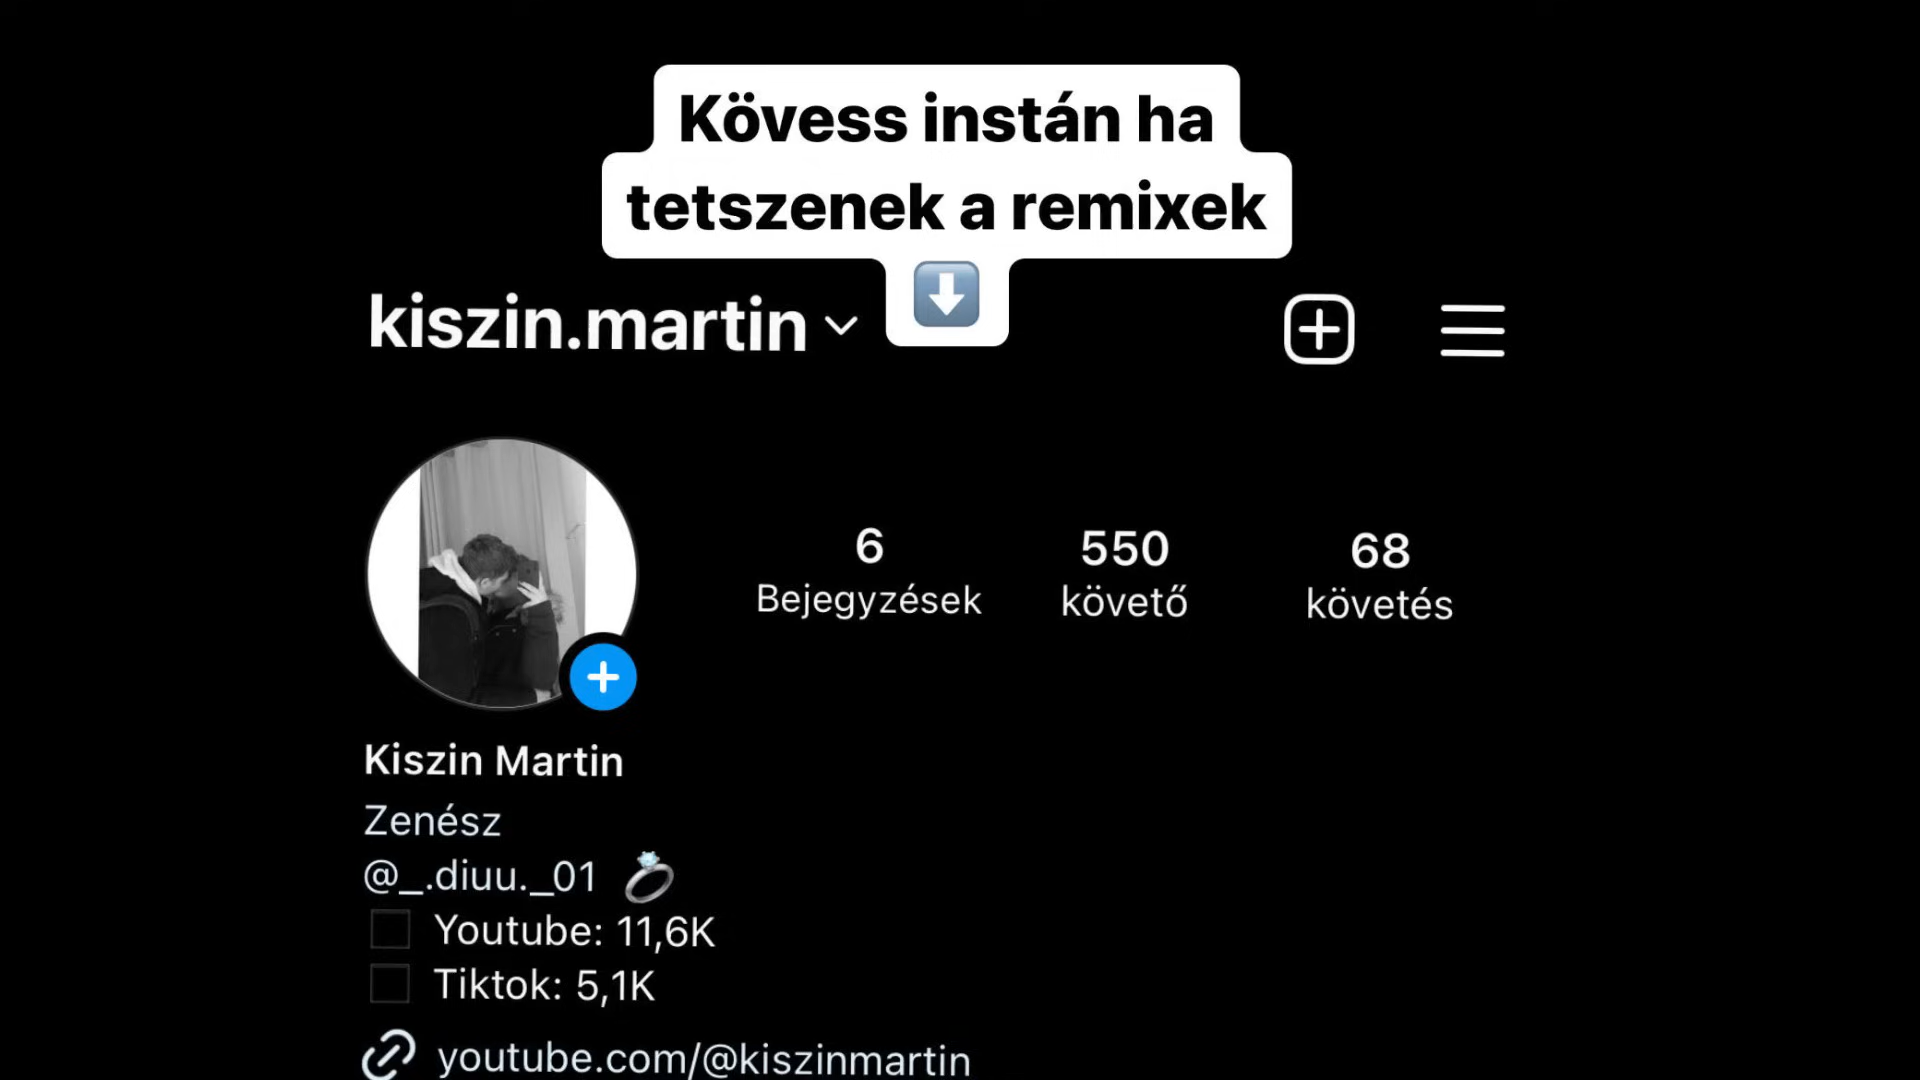 Kövess instán ha
tetszenek a remixek
⬇️
kiszin.martin
6
Bejegyzések
550
követő
68
követés
Kiszin Martin
Zenész
@_.diuu._01 💍
Youtube: 11,6K
Tiktok: 5,1K
youtube.com/@kiszinmartin